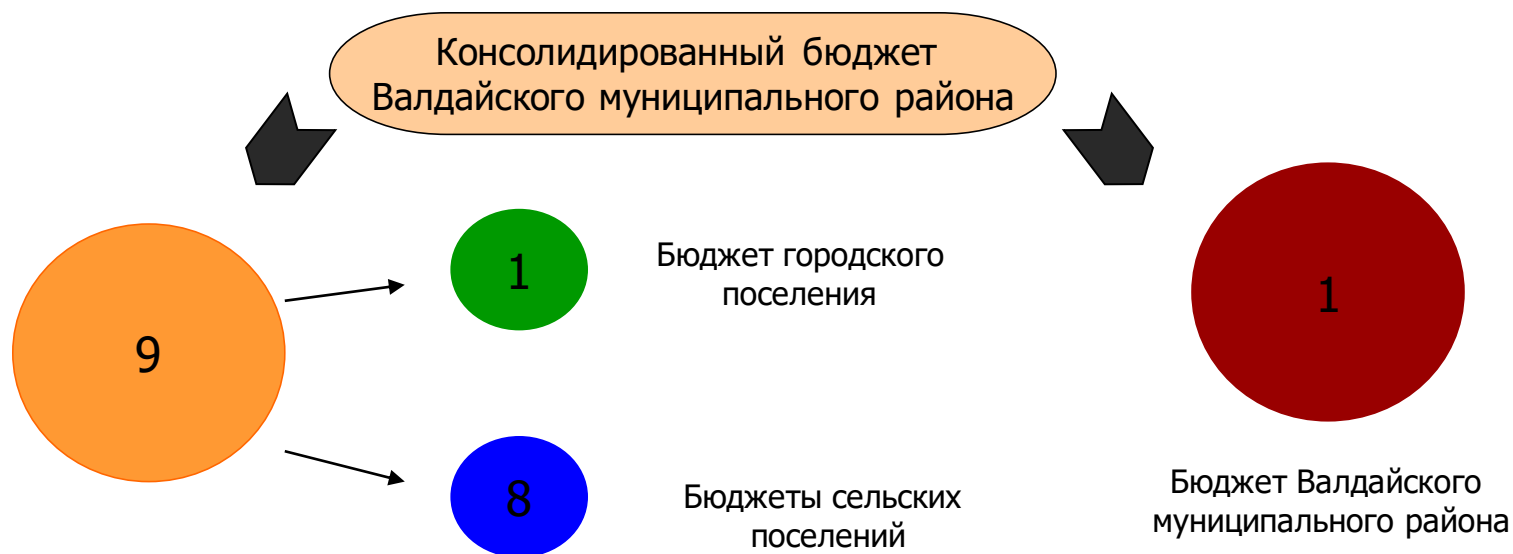 Консолидированный бюджет
Валдайского муниципального района
9
1
Бюджет городского
поселения
8
Бюджеты сельских
поселений
1
Бюджет Валдайского
муниципального района